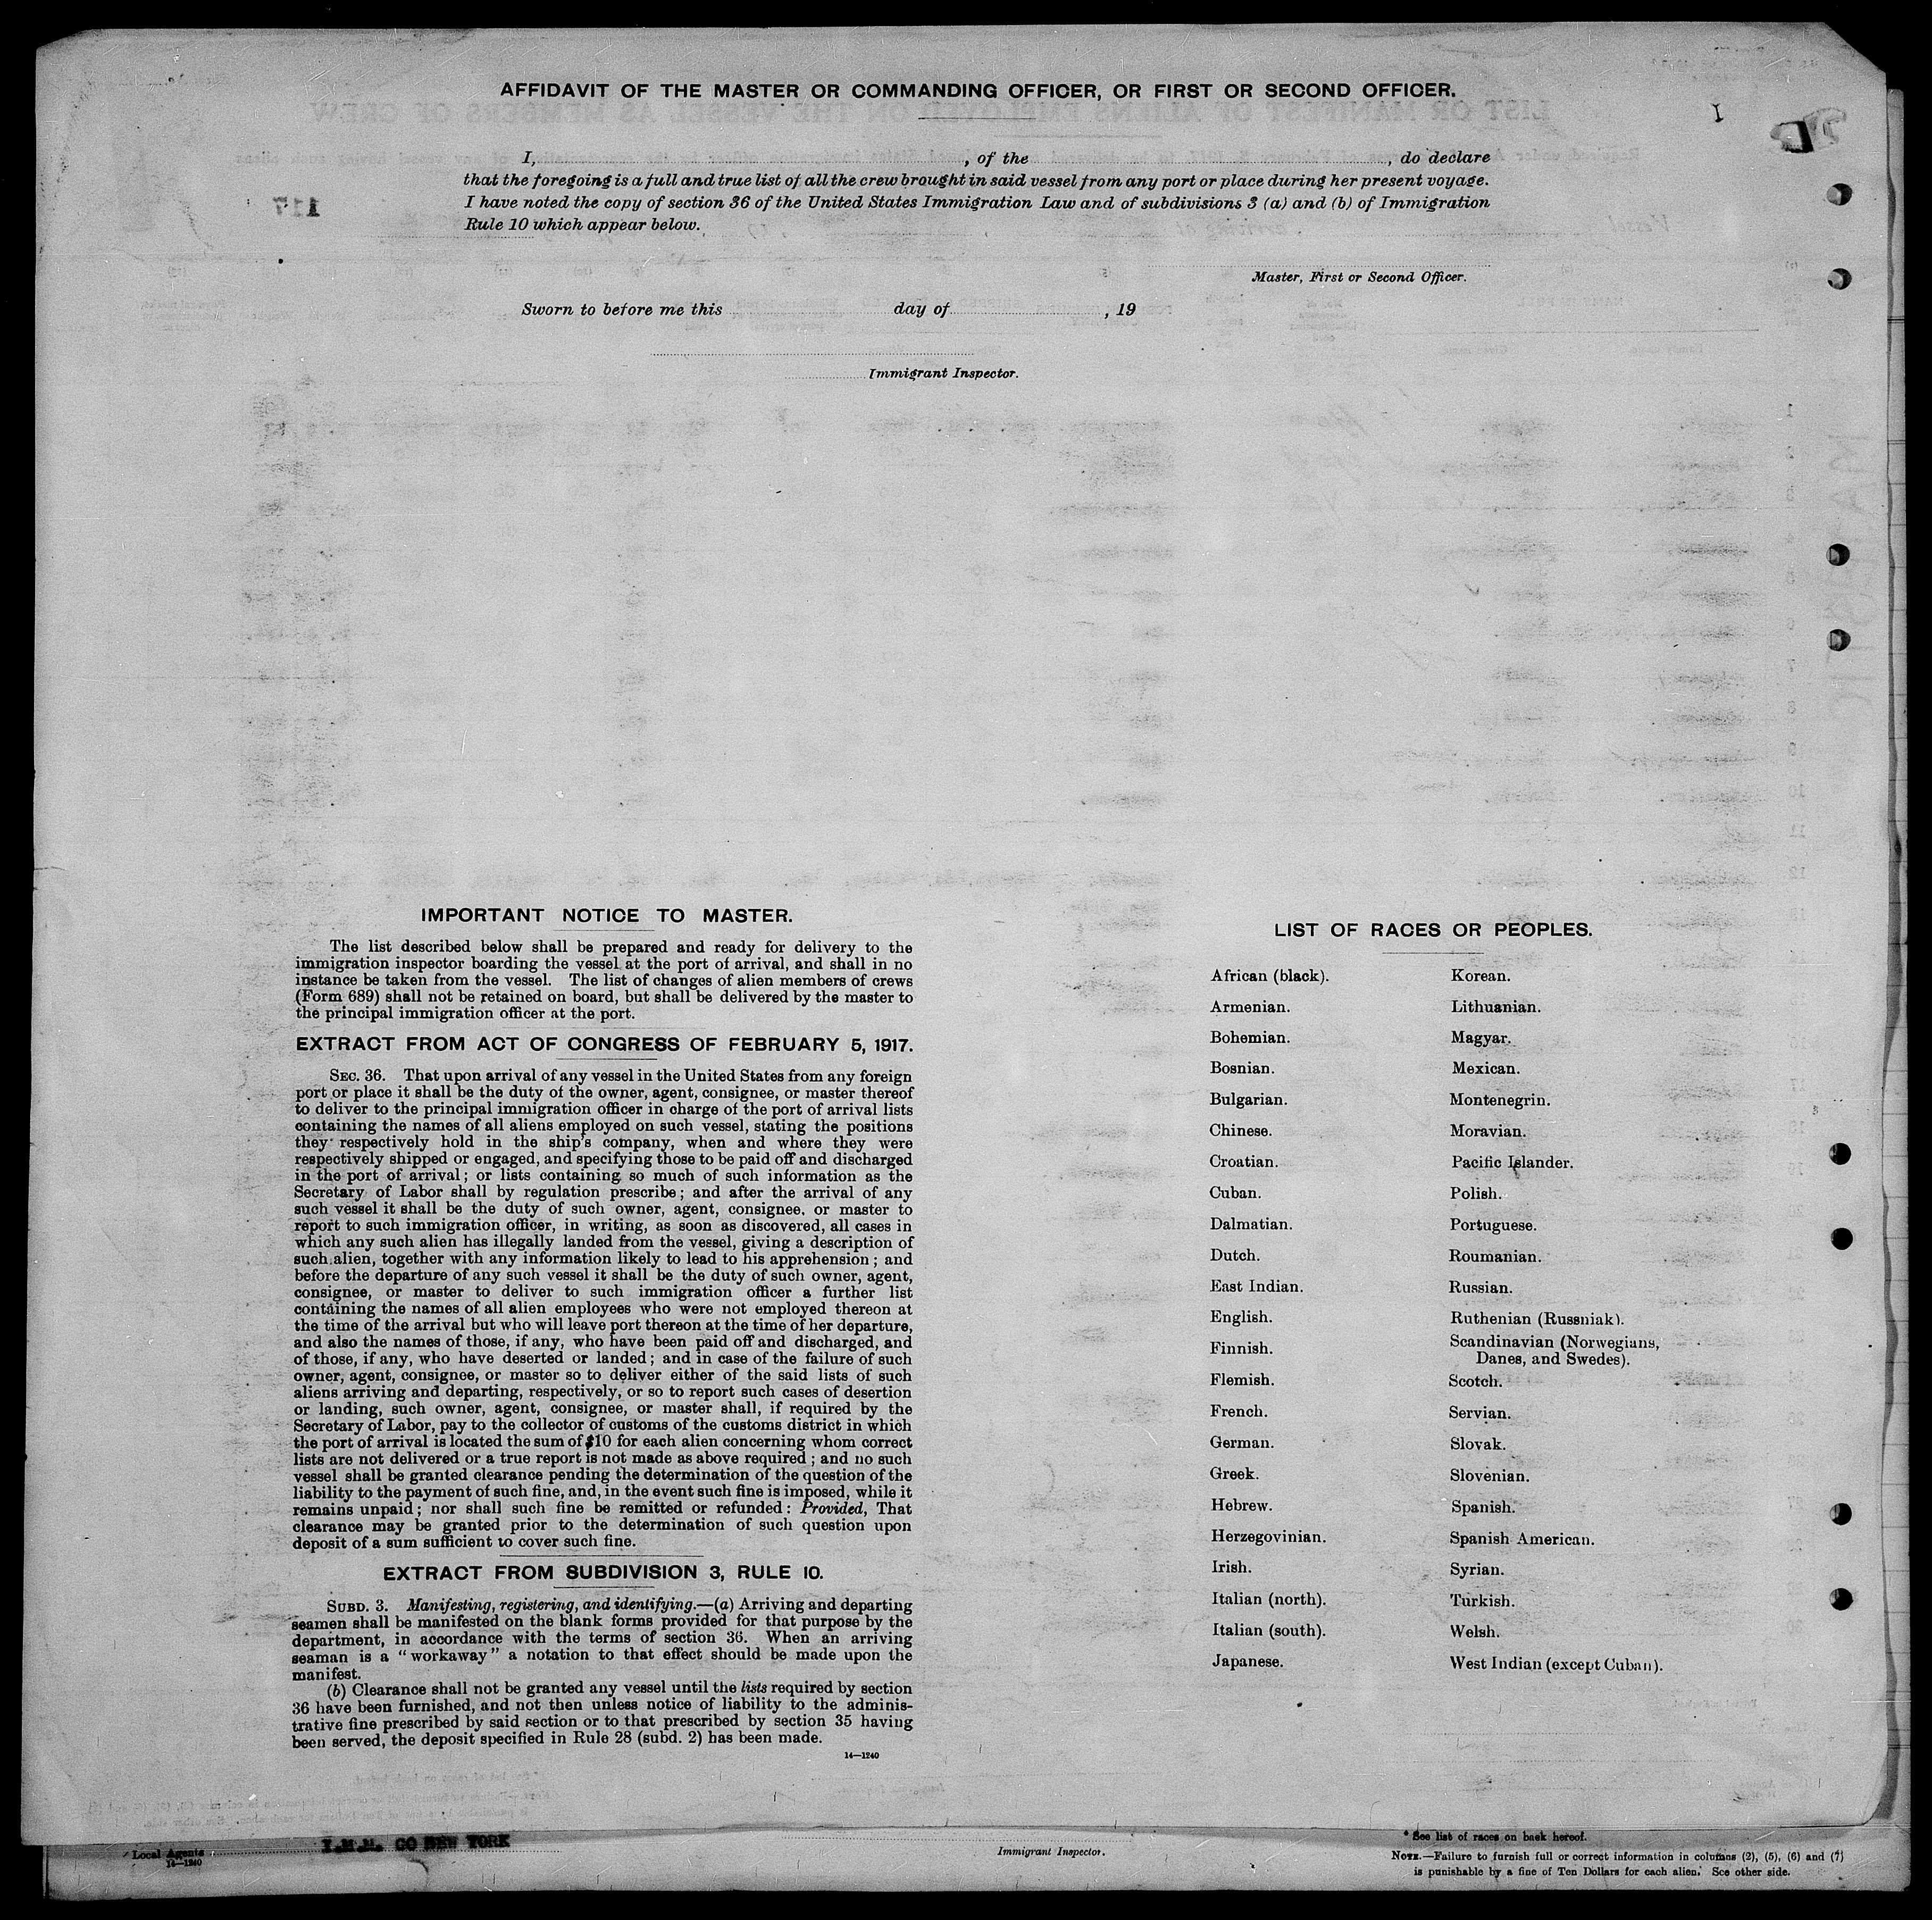 AFFIDAVIT OF THE MASTER OR COMMANDING OFFICER, OR FIRST OR SECOND OFFICER.
I
I, , of the , do declare
that the foregoing is a full and true list of all the crew brought in said vessel from any port or place during her present voyage.
I have noted the copy of section 36 of the United States Immigration Law and of subdivisions 3 (a) and (b) of Immigration
Rule 10 which appear below.
117
Master, First or Second Officer.
Sworn to before me this day of , 19
Immigrant Inspector.
IMPORTANT NOTICE TO MASTER.
The list described below shall be prepared and ready for delivery to the
immigration inspector boarding the vessel at the port of arrival, and shall in no
instance be taken from the vessel. The list of changes of alien members of crews
(Form 689) shall not be retained on board, but shall be delivered by the master to
the principal immigration officer at the port.
EXTRACT FROM ACT OF CONGRESS OF FEBRUARY 5, 1917.
SEC. 36. That upon arrival of any vessel in the United States from any foreign
port or place it shall be the duty of the owner, agent, consignee, or master thereof
to deliver to the principal immigration officer in charge of the port of arrival lists
containing the names of all aliens employed on such vessel, stating the positions
they respectively hold in the ship's company, when and where they were
respectively shipped or engaged, and specifying those to be paid off and discharged
in the port of arrival; or lists containing so much of such information as the
Secretary of Labor shall by regulation prescribe; and after the arrival of any
such vessel it shall be the duty of such owner, agent, consignee, or master to
report to such immigration officer, in writing, as soon as discovered, all cases in
which any such alien has illegally landed from the vessel, giving a description of
such alien, together with any information likely to lead to his apprehension; and
before the departure of any such vessel it shall be the duty of such owner, agent,
consignee, or master to deliver to such immigration officer a further list
containing the names of all alien employees who were not employed thereon at
the time of the arrival but who will leave port thereon at the time of her departure,
and also the names of those, if any, who have been paid off and discharged, and
of those, if any, who have deserted or landed; and in case of the failure of such
owner, agent, consignee, or master so to deliver either of the said lists of such
aliens arriving and departing, respectively, or so to report such cases of desertion
or landing, such owner, agent, consignee, or master shall, if required by the
Secretary of Labor, pay to the collector of customs of the customs district in which
the port of arrival is located the sum of $10 for each alien concerning whom correct
lists are not delivered or a true report is not made as above required; and no such
vessel shall be granted clearance pending the determination of the question of the
liability to the payment of such fine, and, in the event such fine is imposed, while it
remains unpaid; nor shall such fine be remitted or refunded: Provided, That
clearance may be granted prior to the determination of such question upon
deposit of a sum sufficient to cover such fine.
EXTRACT FROM SUBDIVISION 3, RULE 10.
SUBD. 3. Manifesting, registering, and identifying.—(a) Arriving and departing
seamen shall be manifested on the blank forms provided for that purpose by the
department, in accordance with the terms of section 36. When an arriving
seaman is a "workaway" a notation to that effect should be made upon the
manifest.
(b) Clearance shall not be granted any vessel until the lists required by section
36 have been furnished, and not then unless notice of liability to the adminis-
trative fine prescribed by said section or to that prescribed by section 35 having
been served, the deposit specified in Rule 28 (subd. 2) has been made.
14—1240
LIST OF RACES OR PEOPLES.
African (black).
Armenian.
Bohemian.
Bosnian.
Bulgarian.
Chinese.
Croatian.
Cuban.
Dalmatian.
Dutch.
East Indian.
English.
Finnish.
Flemish.
French.
German.
Greek.
Hebrew.
Herzegovinian.
Irish.
Italian (north).
Italian (south).
Japanese.
Korean.
Lithuanian.
Magyar.
Mexican.
Montenegrin.
Moravian.
Pacific Islander.
Polish.
Portuguese.
Roumanian.
Russian.
Ruthenian (Russniak).
Scandinavian (Norwegians,
Danes, and Swedes).
Scotch.
Servian.
Slovak.
Slovenian.
Spanish.
Spanish American.
Syrian.
Turkish.
Welsh.
West Indian (except Cuban).
Local Agents
14—1240
I.M.M. CO NEW YORK
Immigrant Inspector.
* See list of races on back hereof.
NOTE.—Failure to furnish full or correct information in columns (2), (5), (6) and (7)
is punishable by a fine of Ten Dollars for each alien. See other side.